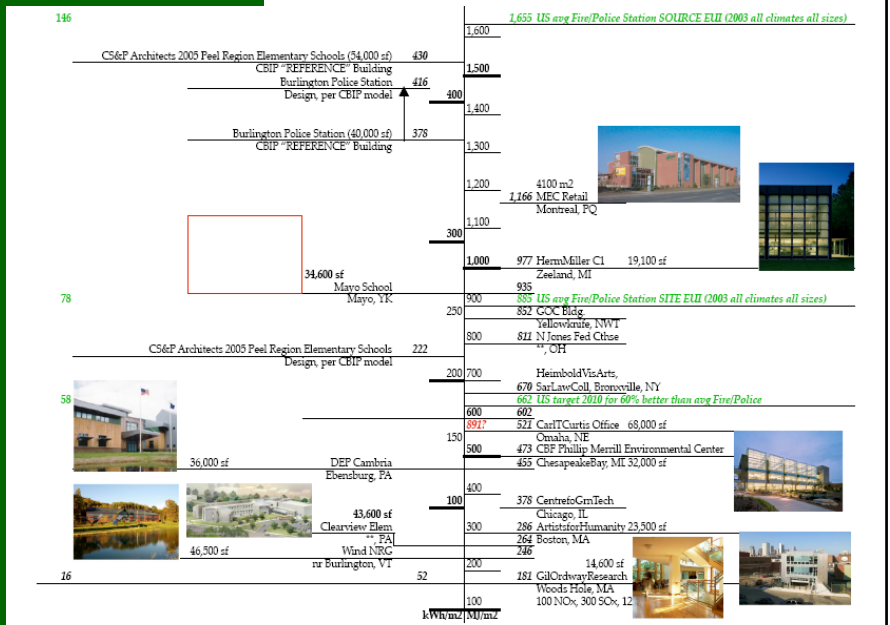 146
1,655 US avg Fire/Police Station SOURCE EUI (2003 all climates all sizes)
1,600
CS&P Architects 2005 Peel Region Elementary Schools (54,000 sf) 430
CBIP "REFERENCE" Building
1,500
Burlington Police Station 416
Design, per CBIP model
400
1,400
Burlington Police Station (40,000 sf) 378
CBIP "REFERENCE" Building
1,300
1,200
4100 m2
1,166 MEC Retail
Montreal, PQ
1,100
300
1,000
977 HermMiller C1 19,100 sf
Zeeland, MI
34,600 sf
Mayo School
935
Mayo, YK
78
900
885 US avg Fire/Police Station SITE EUI (2003 all climates all sizes)
250
852 GOC Bldg,
Yellowknife, NWT
800
811 N Jones Fed Cthse
**, OH
CS&P Architects 2005 Peel Region Elementary Schools 222
Design, per CBIP model
200
700
HeimboldVisArts,
670 SarLawColl, Bronxville, NY
58
662 US target 2010 for 60% better than avg Fire/Police
600
602
891?
521 CarlTCurtis Office 68,000 sf
Omaha, NE
150
500
473 CBF Phillip Merrill Environmental Center
36,000 sf
DEP Cambria
455 ChesapeakeBay, MI 32,000 sf
Ebensburg, PA
400
100
378 CentrefoGrnTech
Chicago, IL
43,600 sf
Clearview Elem
300
286 ArtistsforHumanity 23,500 sf
**, PA
264 Boston, MA
46,500 sf
Wind NRG
246
nr Burlington, VT
200
14,600 sf
16
52
181 GilOrdwayResearch
Woods Hole, MA
100
100 NOx, 300 SOx, 12
kWh/m2 MJ/m2